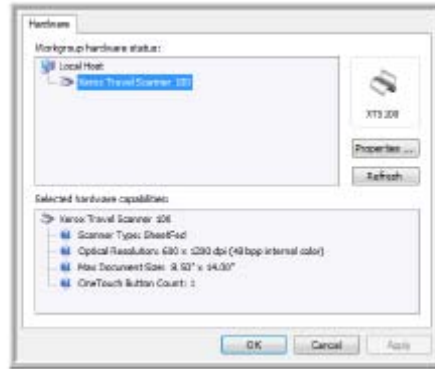 Hardware
Workgroup hardware status:
Local Host
Xerox Travel Scanner 100
XTS 100
Properties ...
Refresh
Selected hardware capabilities:
Xerox Travel Scanner 100
Scanner Type: SheetFed
Optical Resolution: 600 x 1200 dpi (48 bpp internal color)
Max Document Size: 8.50" x 14.00"
OneTouch Button Count: 1
OK
Cancel
Apply